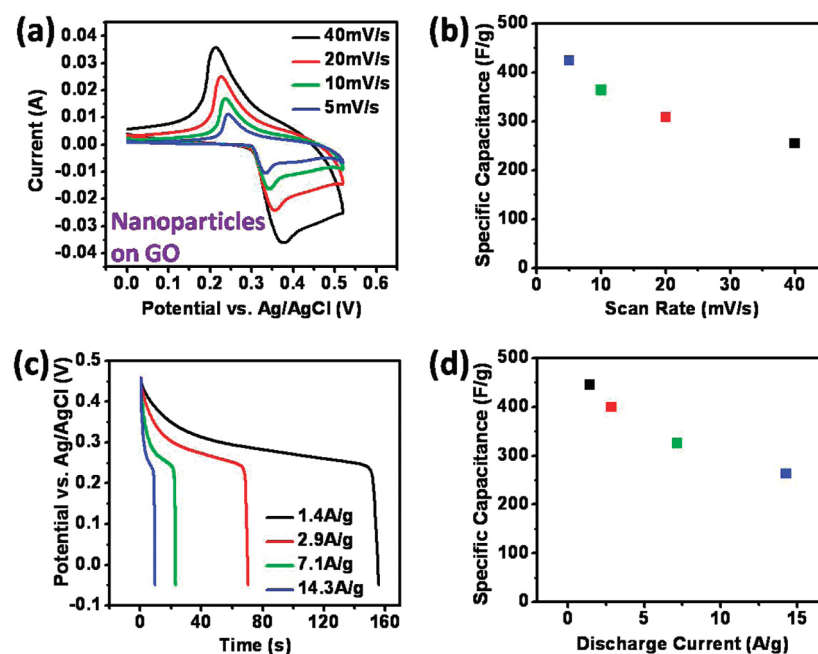 (a)
0.04
0.03
0.02
0.01
0.00
-0.01
-0.02
-0.03
-0.04
Current (A)
40mV/s
20mV/s
10mV/s
5mV/s
Nanoparticles
on GO
0.0 0.1 0.2 0.3 0.4 0.5 0.6
Potential vs. Ag/AgCl (V)
(b)
500
400
300
200
100
0
Specific Capacitance (F/g)
0 10 20 30 40
Scan Rate (mV/s)
(c)
0.5
0.4
0.3
0.2
0.1
0.0
-0.1
Potential vs. Ag/AgCl (V)
1.4A/g
2.9A/g
7.1A/g
14.3A/g
0 40 80 120 160
Time (s)
(d)
500
400
300
200
100
0
Specific Capacitance (F/g)
0 5 10 15
Discharge Current (A/g)